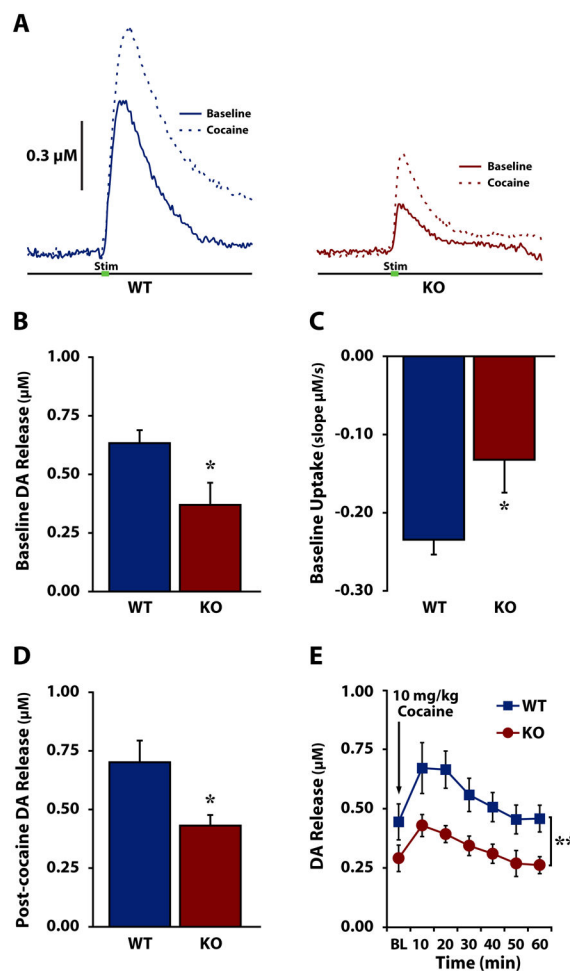 A
Baseline
Cocaine
0.3 µM
Stim
WT
Baseline
Cocaine
Stim
KO
B
Baseline DA Release (µM)
1.00
0.75
0.50
0.25
0.00
*
WT
KO
C
Baseline Uptake (slope µM/s)
0.00
-0.10
-0.20
-0.30
*
WT
KO
D
Post-cocaine DA Release (µM)
1.00
0.75
0.50
0.25
0.00
*
WT
KO
E
DA Release (µM)
1.00
0.75
0.50
0.25
0.00
10 mg/kg
Cocaine
WT
KO
**
BL 10 20 30 40 50 60
Time (min)